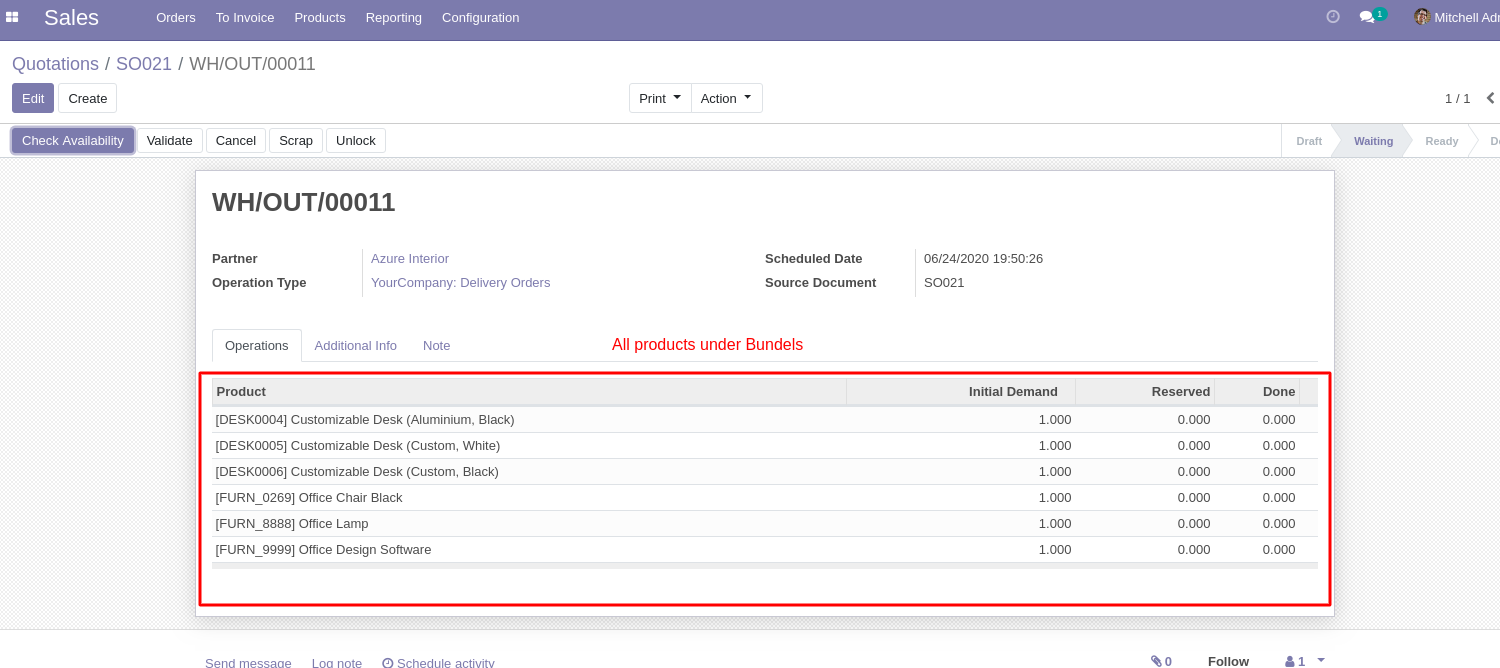 Sales Orders To Invoice Products Reporting Configuration 1 Mitchell Adr
Quotations / SO021 / WH/OUT/00011
Edit Create Print Action 1 / 1
Check Availability Validate Cancel Scrap Unlock Draft Waiting Ready
WH/OUT/00011
Partner Azure Interior Scheduled Date 06/24/2020 19:50:26
Operation Type YourCompany: Delivery Orders Source Document SO021
Operations Additional Info Note All products under Bundels
Product Initial Demand Reserved Done
[DESK0004] Customizable Desk (Aluminium, Black) 1.000 0.000 0.000
[DESK0005] Customizable Desk (Custom, White) 1.000 0.000 0.000
[DESK0006] Customizable Desk (Custom, Black) 1.000 0.000 0.000
[FURN_0269] Office Chair Black 1.000 0.000 0.000
[FURN_8888] Office Lamp 1.000 0.000 0.000
[FURN_9999] Office Design Software 1.000 0.000 0.000
Send message Log note Schedule activity 0 Follow 1